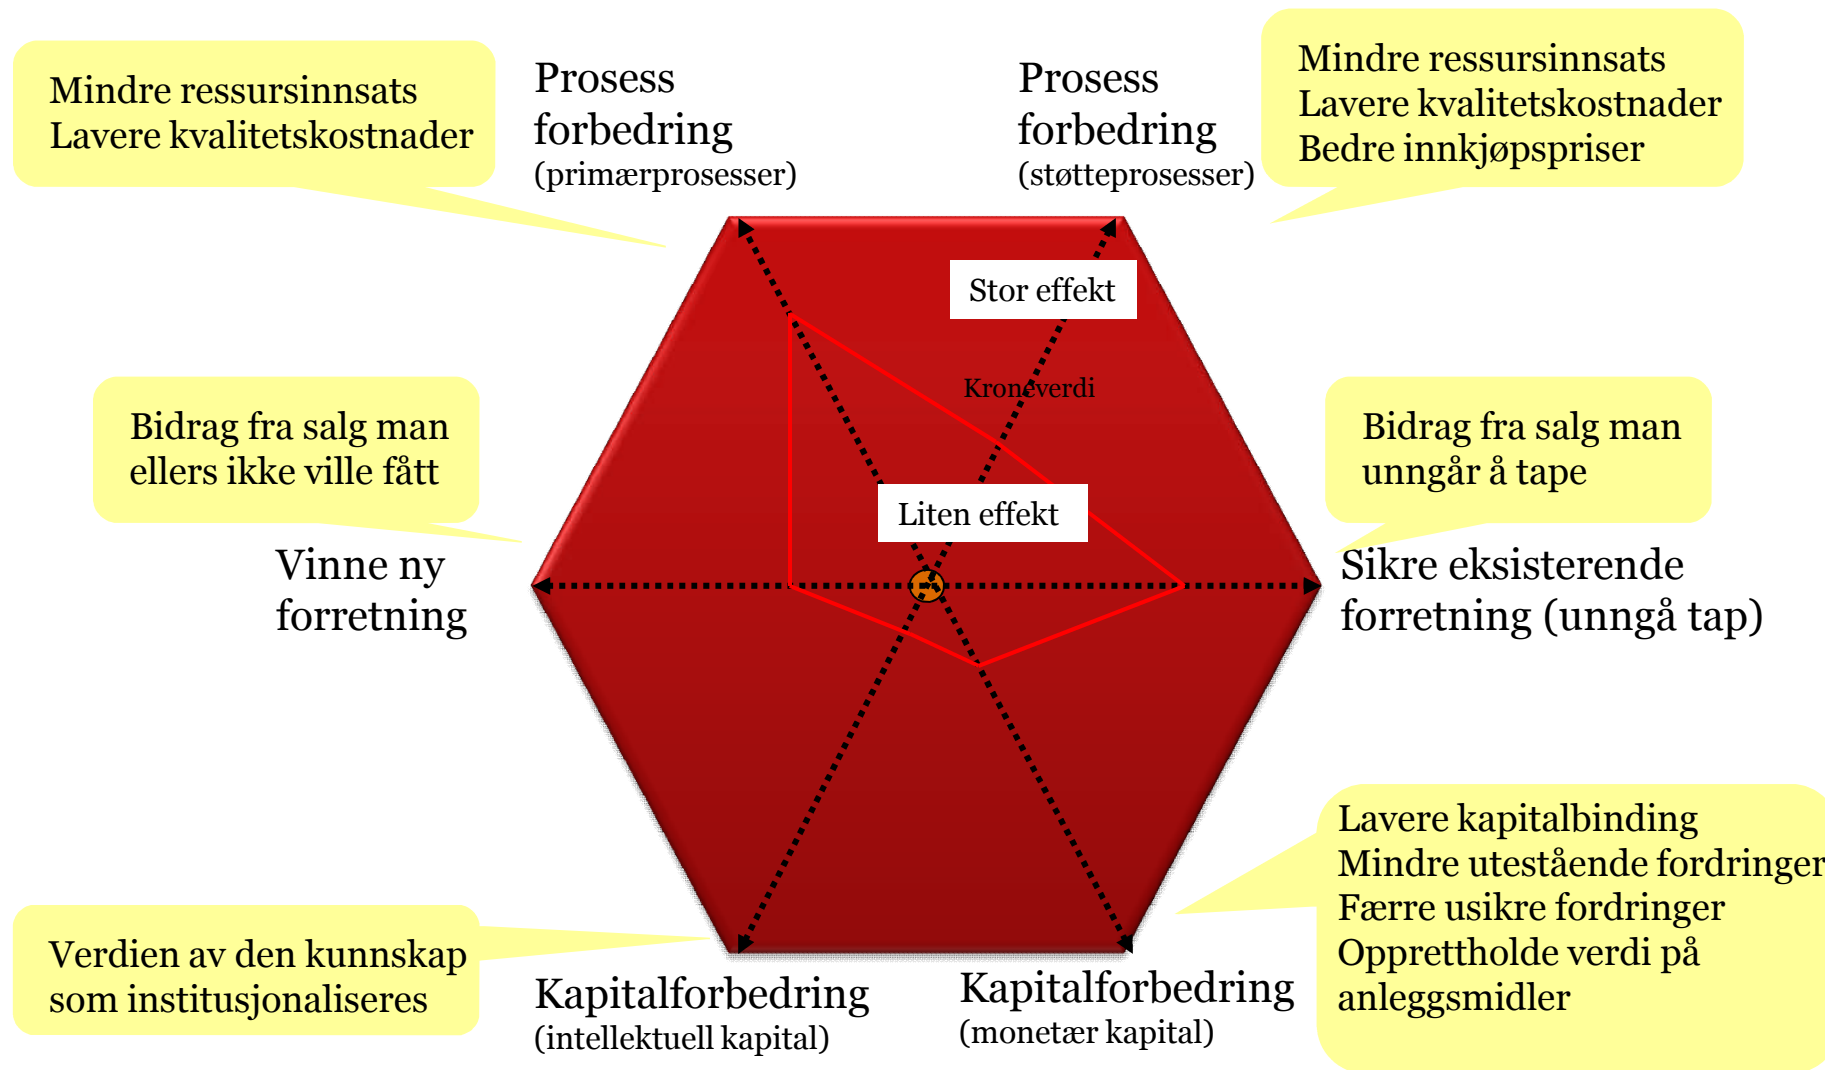 Mindre ressursinnsats
Lavere kvalitetskostnader
Prosess
forbedring
(primærprosesser)
Prosess
forbedring
(støtteprosesser)
Mindre ressursinnsats
Lavere kvalitetskostnader
Bedre innkjøpspriser
Stor effekt
Kroneverdi
Liten effekt
Bidrag fra salg man
ellers ikke ville fått
Vinne ny
forretning
Bidrag fra salg man
unngår å tape
Sikre eksisterende
forretning (unngå tap)
Verdien av den kunnskap
som institusjonaliseres
Kapitalforbedring
(intellektuell kapital)
Kapitalforbedring
(monetær kapital)
Lavere kapitalbinding
Mindre utestående fordringer
Færre usikre fordringer
Opprettholde verdi på
anleggsmidler